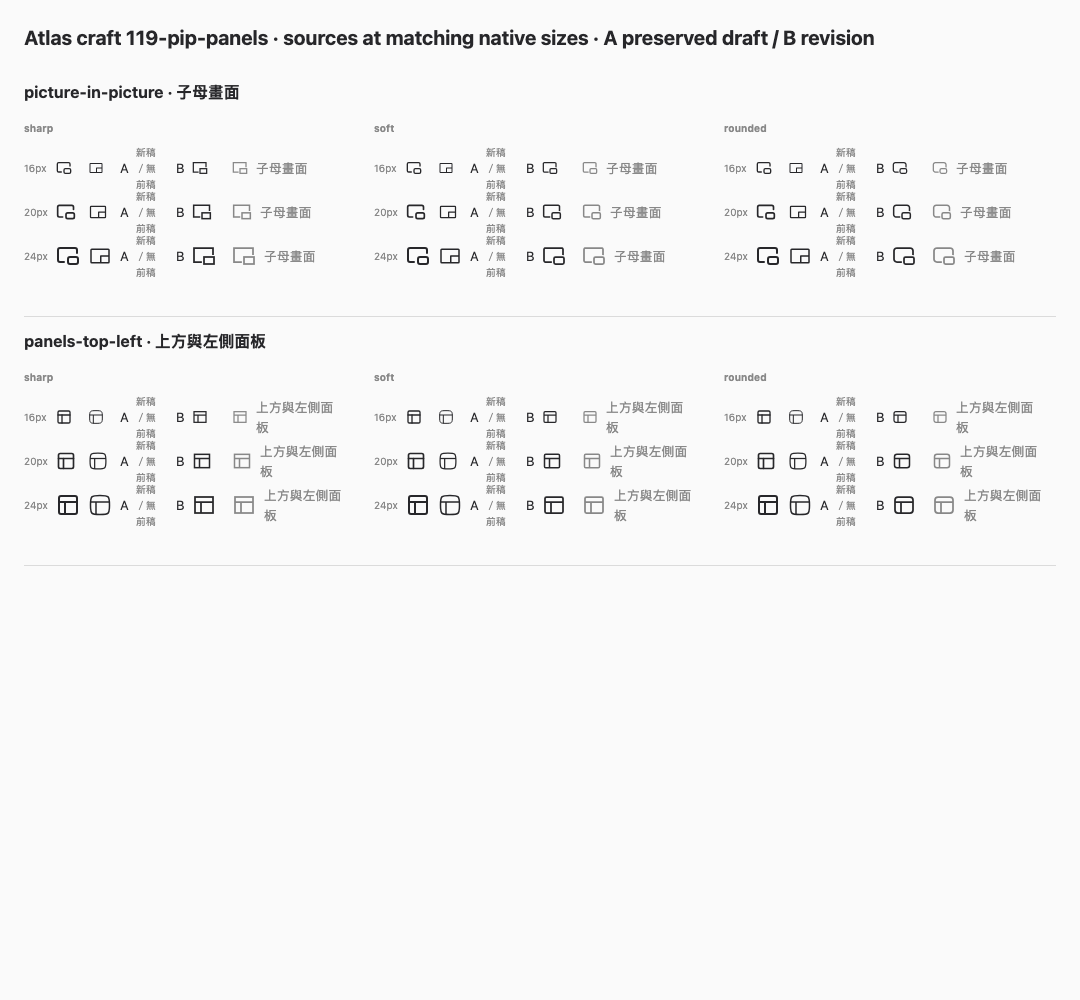 Atlas craft 119-pip-panels · sources at matching native sizes · A preserved draft / B revision
picture-in-picture · 子母畫面
sharp
soft
rounded
16px A 新稿 / 無前稿 B 子母畫面
16px A 新稿 / 無前稿 B 子母畫面
16px A 新稿 / 無前稿 B 子母畫面
20px A 新稿 / 無前稿 B 子母畫面
20px A 新稿 / 無前稿 B 子母畫面
20px A 新稿 / 無前稿 B 子母畫面
24px A 新稿 / 無前稿 B 子母畫面
24px A 新稿 / 無前稿 B 子母畫面
24px A 新稿 / 無前稿 B 子母畫面
panels-top-left · 上方與左側面板
sharp
soft
rounded
16px A 新稿 / 無前稿 B 上方與左側面板
16px A 新稿 / 無前稿 B 上方與左側面板
16px A 新稿 / 無前稿 B 上方與左側面板
20px A 新稿 / 無前稿 B 上方與左側面板
20px A 新稿 / 無前稿 B 上方與左側面板
20px A 新稿 / 無前稿 B 上方與左側面板
24px A 新稿 / 無前稿 B 上方與左側面板
24px A 新稿 / 無前稿 B 上方與左側面板
24px A 新稿 / 無前稿 B 上方與左側面板